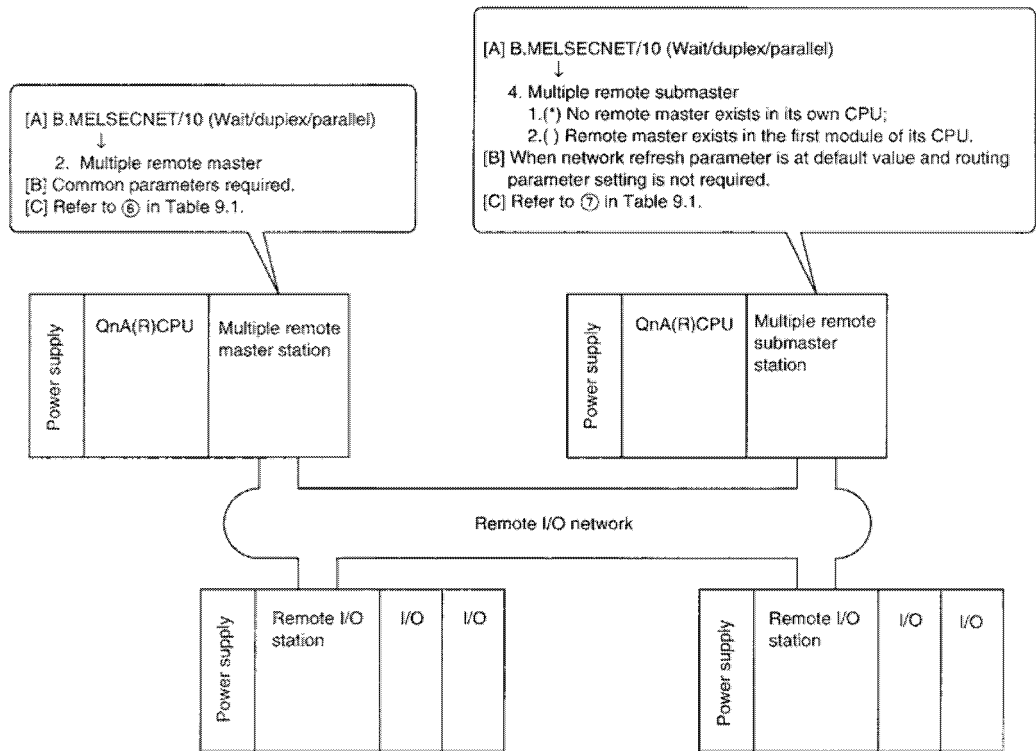 [A] B.MELSECNET/10 (Wait/duplex/parallel)
↓
2. Multiple remote master
[B] Common parameters required.
[C] Refer to ⑥ in Table 9.1.
[A] B.MELSECNET/10 (Wait/duplex/parallel)
↓
4. Multiple remote submaster
1.(*) No remote master exists in its own CPU;
2.( ) Remote master exists in the first module of its CPU.
[B] When network refresh parameter is at default value and routing
parameter setting is not required.
[C] Refer to ⑦ in Table 9.1.
Power supply
QnA(R)CPU
Multiple remote
master station
Power supply
QnA(R)CPU
Multiple remote
submaster
station
Remote I/O network
Power supply
Remote I/O
station
I/O
I/O
Power supply
Remote I/O
station
I/O
I/O